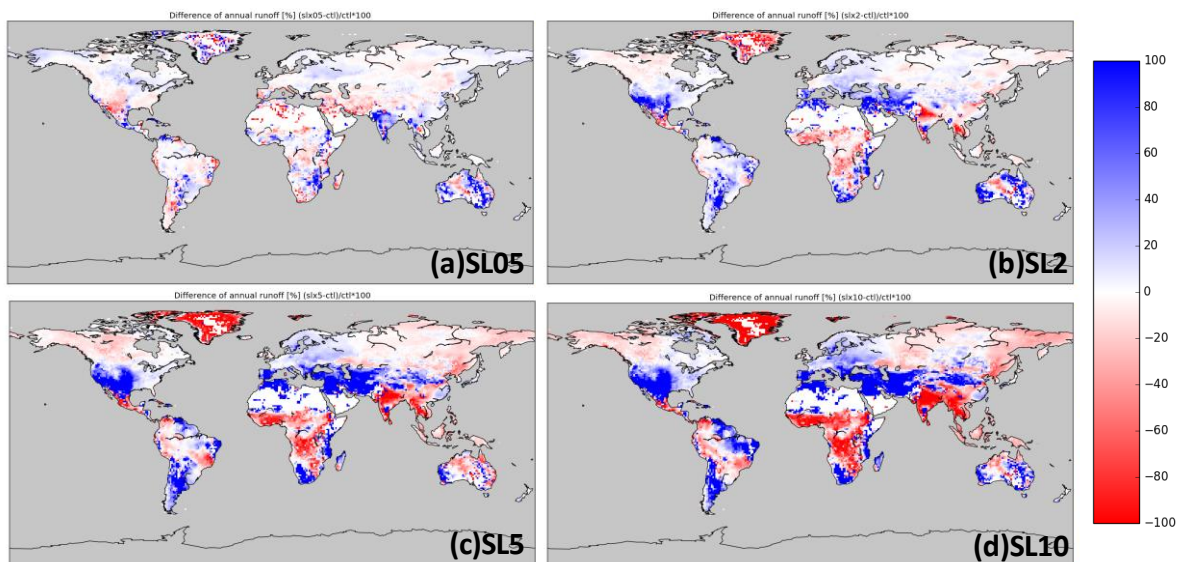 Difference of annual runoff [%] (slx05-ctl)/ctl*100
(a)SL05
Difference of annual runoff [%] (slx2-ctl)/ctl*100
(b)SL2
Difference of annual runoff [%] (slx5-ctl)/ctl*100
(c)SL5
Difference of annual runoff [%] (slx10-ctl)/ctl*100
(d)SL10
100
80
60
40
20
0
−20
−40
−60
−80
−100